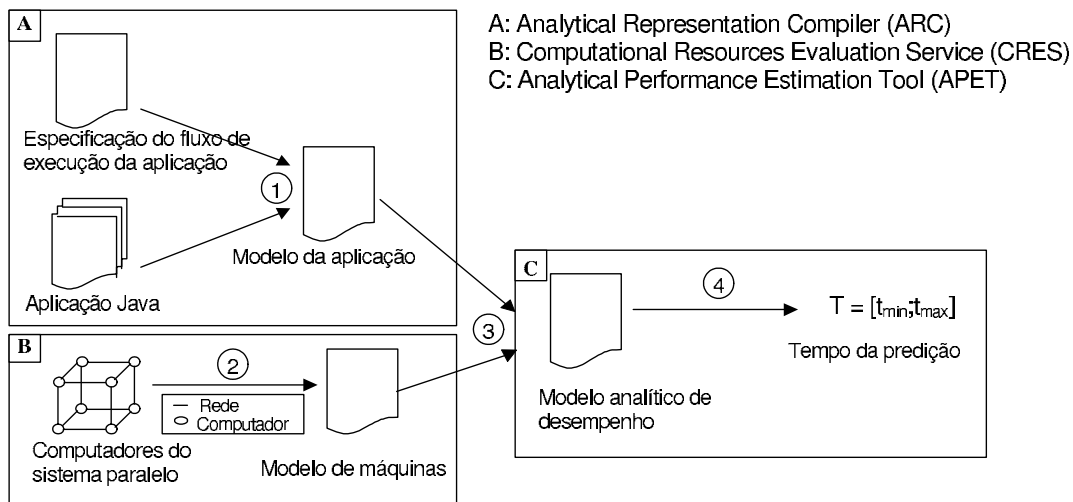 A
A: Analytical Representation Compiler (ARC)
B: Computational Resources Evaluation Service (CRES)
C: Analytical Performance Estimation Tool (APET)
Especificação do fluxo de
execução da aplicação
1
Modelo da aplicação
Aplicação Java
B
2
Rede
Computador
Computadores do
sistema paralelo
Modelo de máquinas
3
C
4
T = [tmin;tmax]
Tempo da predição
Modelo analítico de
desempenho